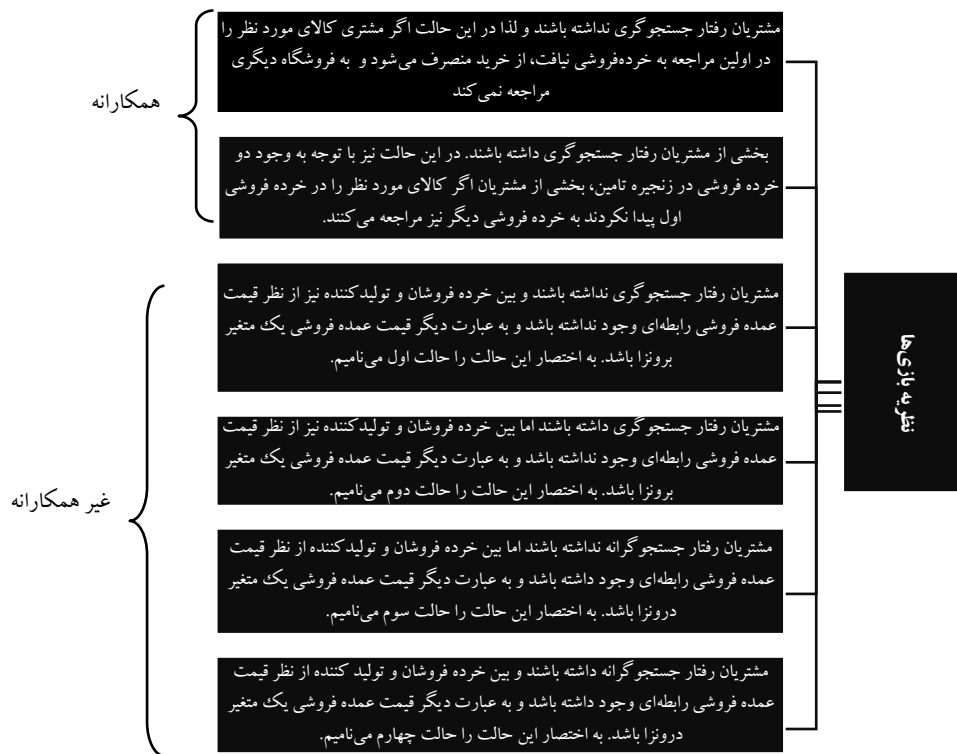 نظریه بازی‌ها
همکارانه
مشتریان رفتار جستجوگری نداشته باشند و لذا در این حالت اگر مشتری کالای مورد نظر را
در اولین مراجعه به خرده‌فروشی نیافت، از خرید منصرف می‌شود و به فروشگاه دیگری
مراجعه نمی‌کند
بخشی از مشتریان رفتار جستجوگری داشته باشند. در این حالت نیز با توجه به وجود دو
خرده فروشی در زنجیره تامین، بخشی از مشتریان اگر کالای مورد نظر را در خرده فروشی
اول پیدا نکردند به خرده فروشی دیگر نیز مراجعه می‌کنند.
غیر همکارانه
مشتریان رفتار جستجوگری نداشته باشند و بین خرده فروشان و تولیدکننده نیز از نظر قیمت
عمده فروشی رابطه‌ای وجود نداشته باشد و به عبارت دیگر قیمت عمده فروشی یک متغیر
برونزا باشد. به اختصار این حالت را حالت اول می‌نامیم.
مشتریان رفتار جستجوگری داشته باشند اما بین خرده فروشان و تولیدکننده نیز از نظر قیمت
عمده فروشی رابطه‌ای وجود نداشته باشد و به عبارت دیگر قیمت عمده فروشی یک متغیر
برونزا باشد. به اختصار این حالت را حالت دوم می‌نامیم.
مشتریان رفتار جستجوگرانه نداشته باشند اما بین خرده فروشان و تولیدکننده از نظر قیمت
عمده فروشی رابطه‌ای وجود داشته باشد و به عبارت دیگر قیمت عمده فروشی یک متغیر
درونزا باشد. به اختصار این حالت را حالت سوم می‌نامیم.
مشتریان رفتار جستجوگرانه داشته باشند و بین خرده فروشان و تولید کننده از نظر قیمت
عمده فروشی رابطه‌ای وجود داشته باشد و به عبارت دیگر قیمت عمده فروشی یک متغیر
درونزا باشد. به اختصار این حالت را حالت چهارم می‌نامیم.